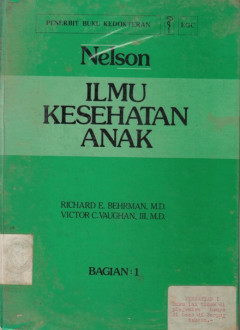 PENERBIT BUKU KEDOKTERAN EGC
Nelson
ILMU
KESEHATAN
ANAK
RICHARD E. BEHRMAN, M.D.
VICTOR C. VAUGHAN, III, M.D.
BAGIAN 1